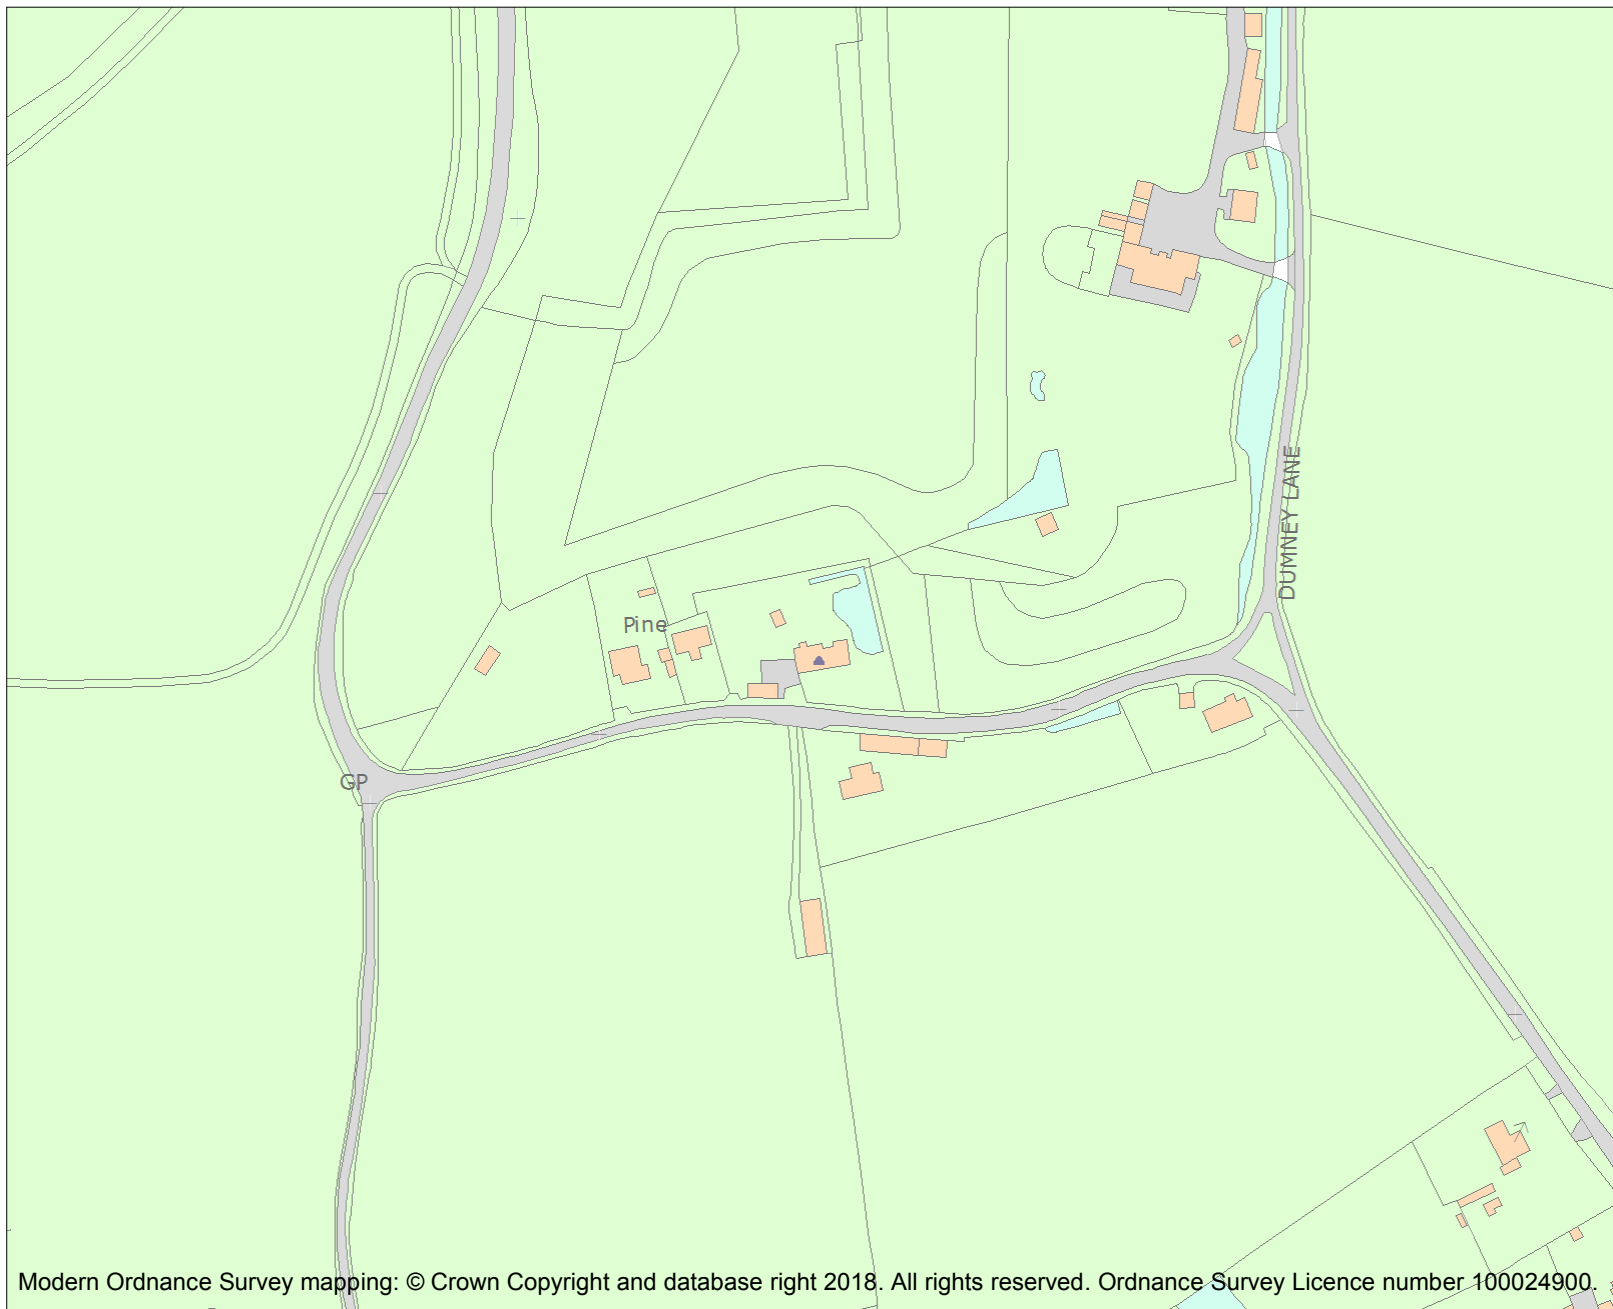 DUMNEY LANE
Pine
GP
Modern Ordnance Survey mapping: © Crown Copyright and database right 2018. All rights reserved. Ordnance Survey Licence number 100024900.